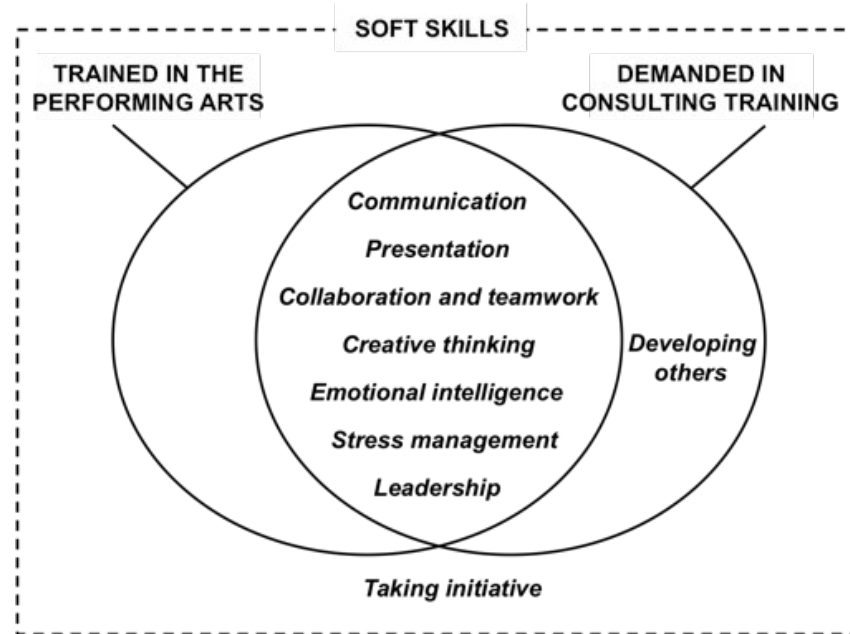 SOFT SKILLS
TRAINED IN THE
PERFORMING ARTS
DEMANDED IN
CONSULTING TRAINING
Communication
Presentation
Collaboration and teamwork
Creative thinking
Emotional intelligence
Stress management
Leadership
Developing
others
Taking initiative